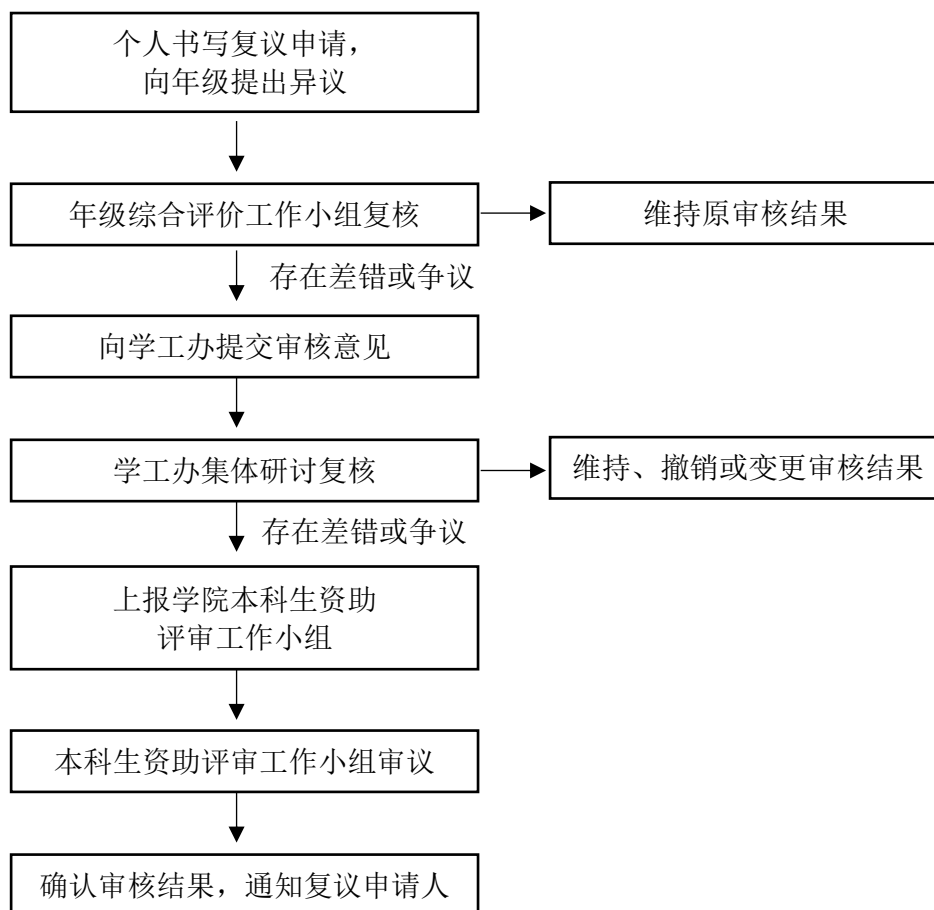 个人书写复议申请，
向年级提出异议
年级综合评价工作小组复核
维持原审核结果
存在差错或争议
向学工办提交审核意见
学工办集体研讨复核
维持、撤销或变更审核结果
存在差错或争议
上报学院本科生资助
评审工作小组
本科生资助评审工作小组审议
确认审核结果，通知复议申请人